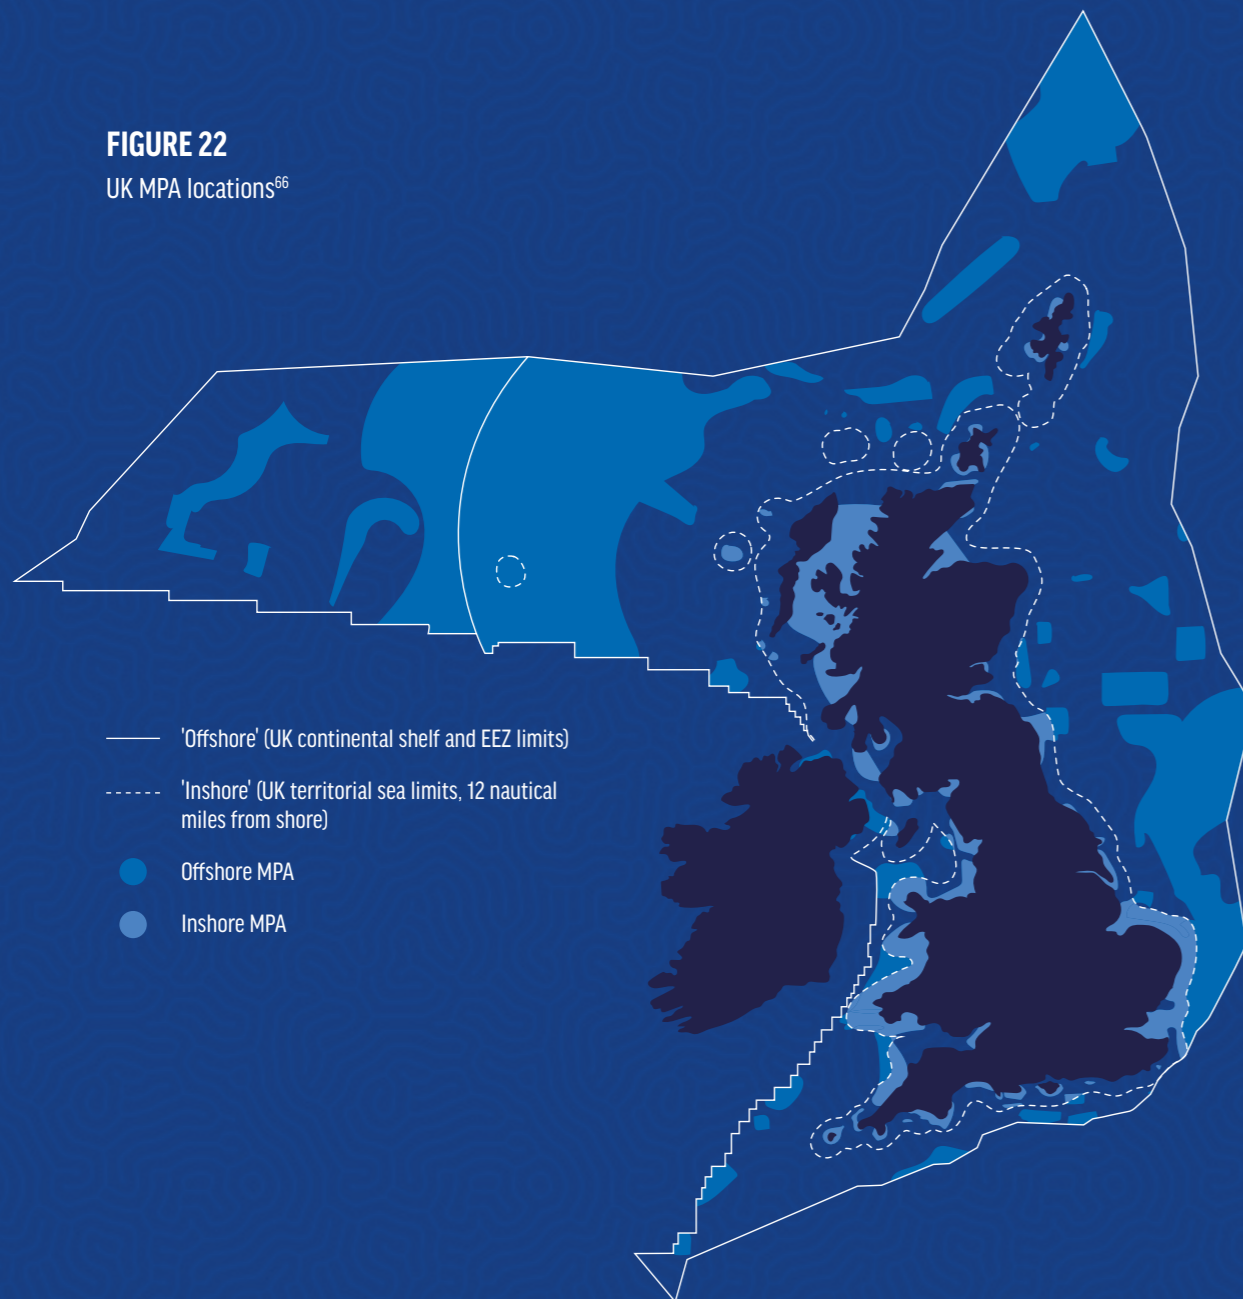 FIGURE 22
UK MPA locations⁶⁶
'Offshore' (UK continental shelf and EEZ limits)
'Inshore' (UK territorial sea limits, 12 nautical
miles from shore)
Offshore MPA
Inshore MPA